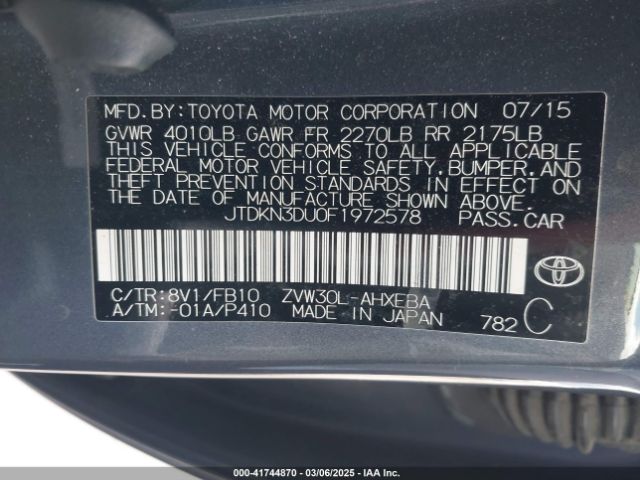 MFD.BY:TOYOTA MOTOR CORPORATION 07/15
GVWR 4010LB GAWR FR 2270LB RR 2175LB
THIS VEHICLE CONFORMS TO ALL APPLICABLE
FEDERAL MOTOR VEHICLE SAFETY,BUMPER,AND
THEFT PREVENTION STANDARDS IN EFFECT ON
THE DATE OF MANUFACTURE SHOWN ABOVE.
JTDKN3DU0F1972578 PASS.CAR
C/TR:8V1/FB10 ZVW30L-AHXEBA
A/TM:-01A/P410 MADE IN JAPAN 782 C
IAA STOCK: 41744870 | 03/06/2025 | IAAI.COM